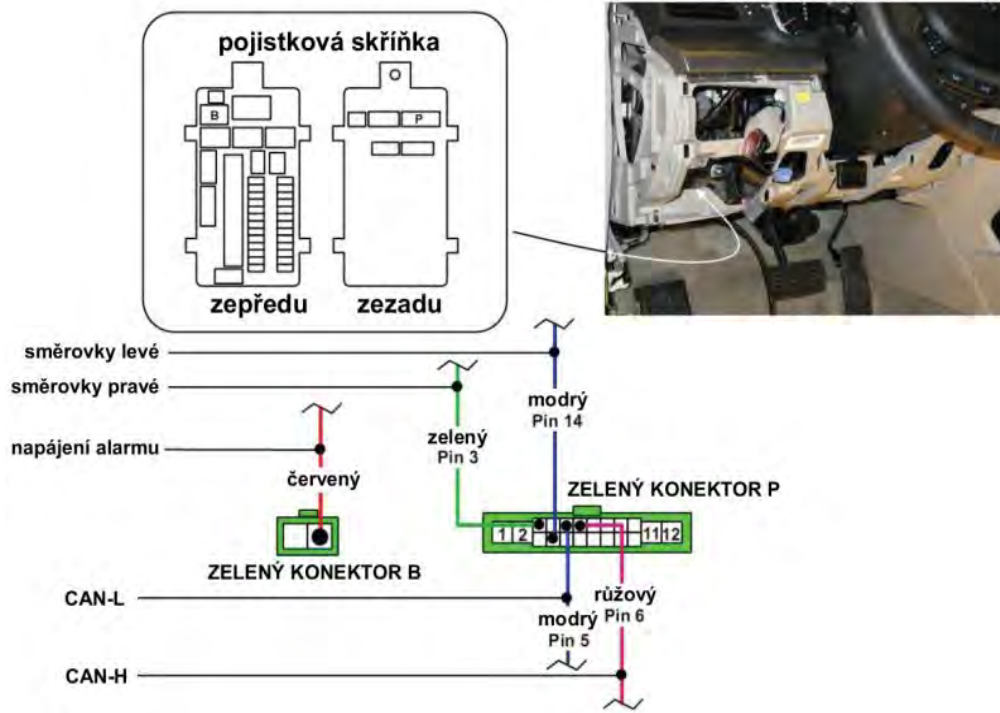 pojistková skříňka
B
P
zepředu
zezadu
směrovky levé
směrovky pravé
modrý
Pin 14
zelený
Pin 3
napájení alarmu
červený
ZELENÝ KONEKTOR P
1 2 11 12
ZELENÝ KONEKTOR B
CAN-L
růžový
Pin 6
modrý
Pin 5
CAN-H